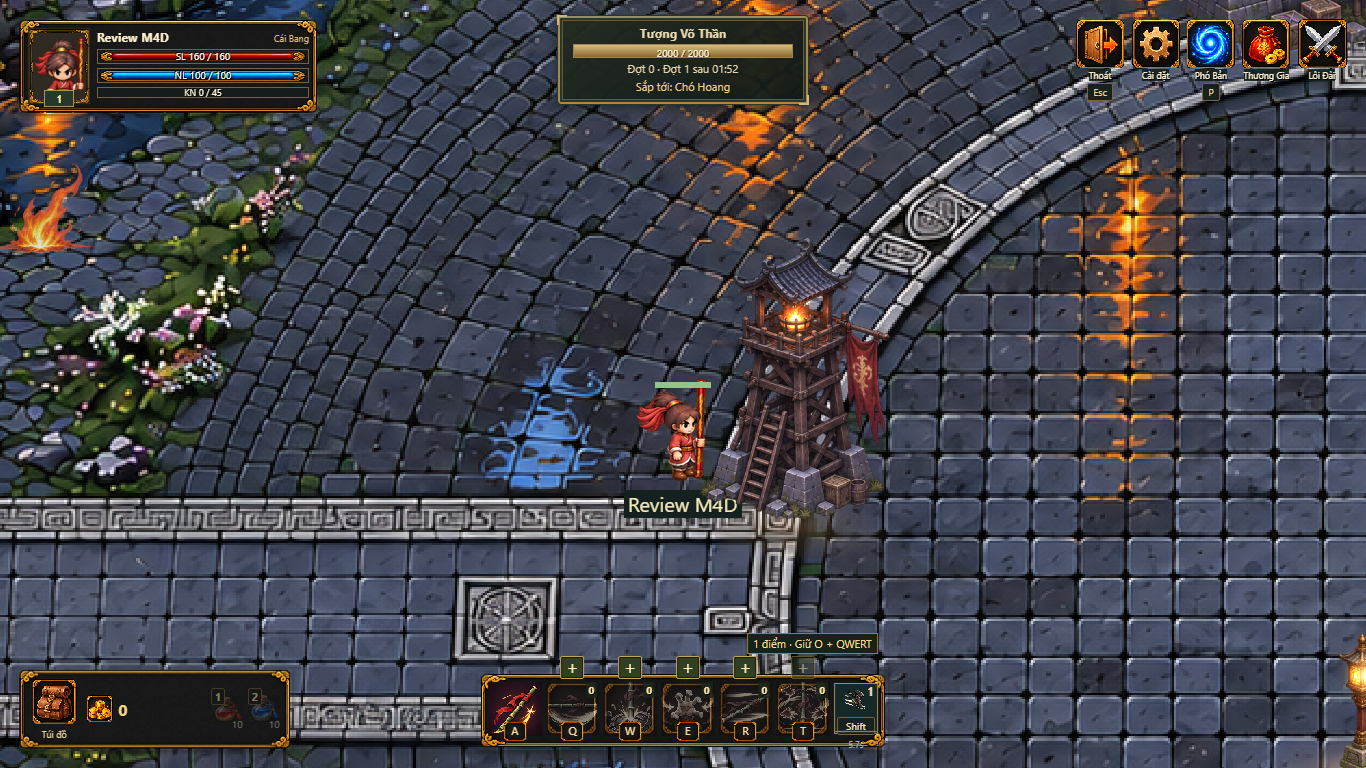 Review M4D
Cái Bang
SL 160 / 160
NL 100 / 100
KN 0 / 45
1
Tượng Võ Thần
2000 / 2000
Đợt 0 · Đợt 1 sau 01:52
Sắp tới: Chó Hoang
Thoát
Cài đặt
Phó Bản
Thương Gia
Lôi Đài
Esc
P
Review M4D
1 điểm · Giữ O + QWERT
+ + + + +
0 0 0 0 0 1
A Q W E R T Shift
5.7s
0
1 2
10 10
Túi đồ